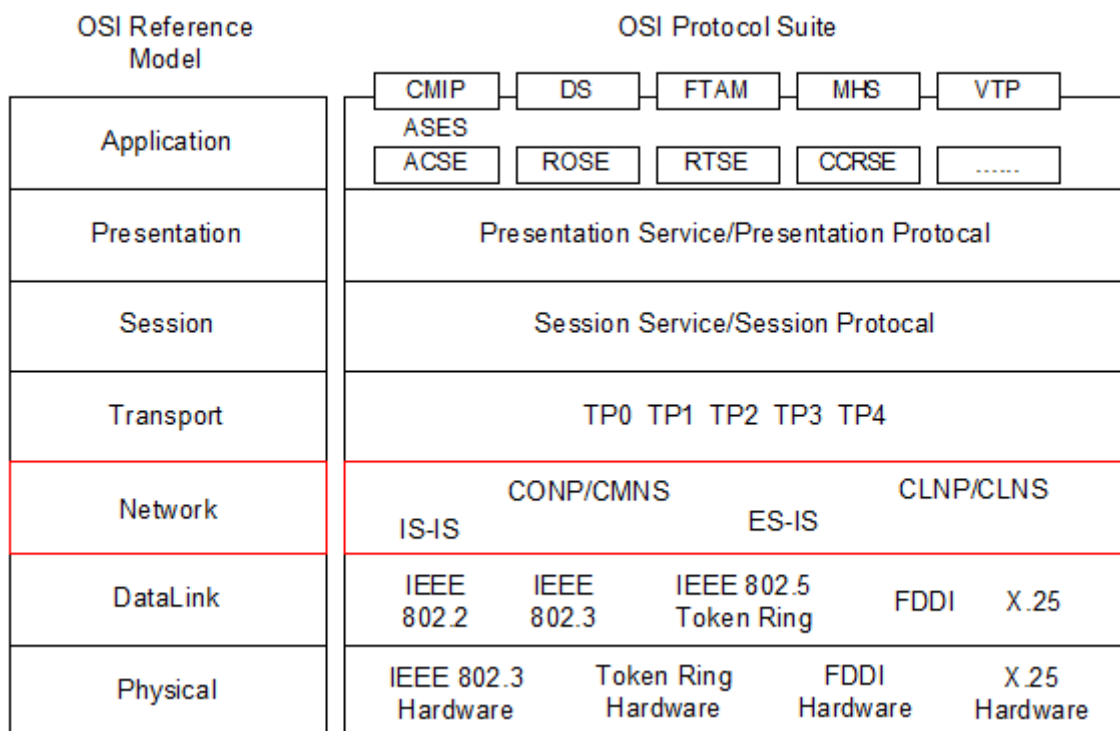 OSI Reference
Model
OSI Protocol Suite
CMIP DS FTAM MHS VTP
Application
ASES
ACSE ROSE RTSE CCRSE ......
Presentation
Presentation Service/Presentation Protocal
Session
Session Service/Session Protocal
Transport
TP0 TP1 TP2 TP3 TP4
Network
CONP/CMNS
CLNP/CLNS
IS-IS
ES-IS
DataLink
IEEE
802.2
IEEE
802.3
IEEE 802.5
Token Ring
FDDI
X.25
Physical
IEEE 802.3
Hardware
Token Ring
Hardware
FDDI
Hardware
X.25
Hardware